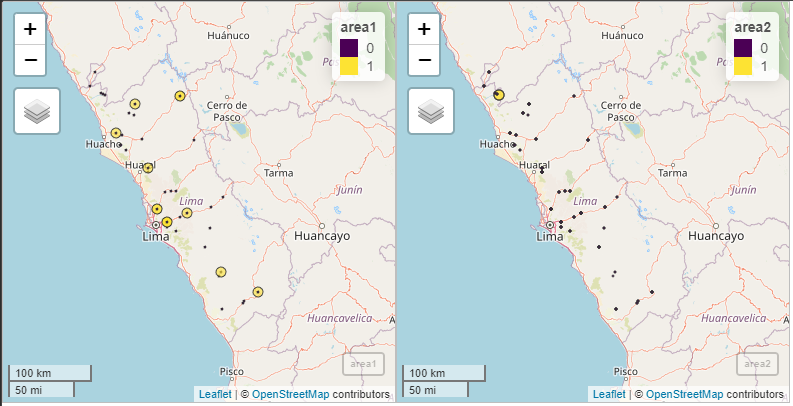 +
−
area1
0
1
Huánuco
Pa
Cerro de
Pasco
Huacho
Huaral
Tarma
Junín
Lima
Lima
Huancayo
Huancavelica
A
Pisco
100 km
50 mi
area1
Leaflet | © OpenStreetMap contributors
+
−
area2
0
1
Huánuco
Pa
Cerro de
Pasco
Huacho
Huaral
Tarma
Junín
Lima
Lima
Huancayo
Huancavelica
Pisco
100 km
50 mi
area2
Leaflet | © OpenStreetMap contributors